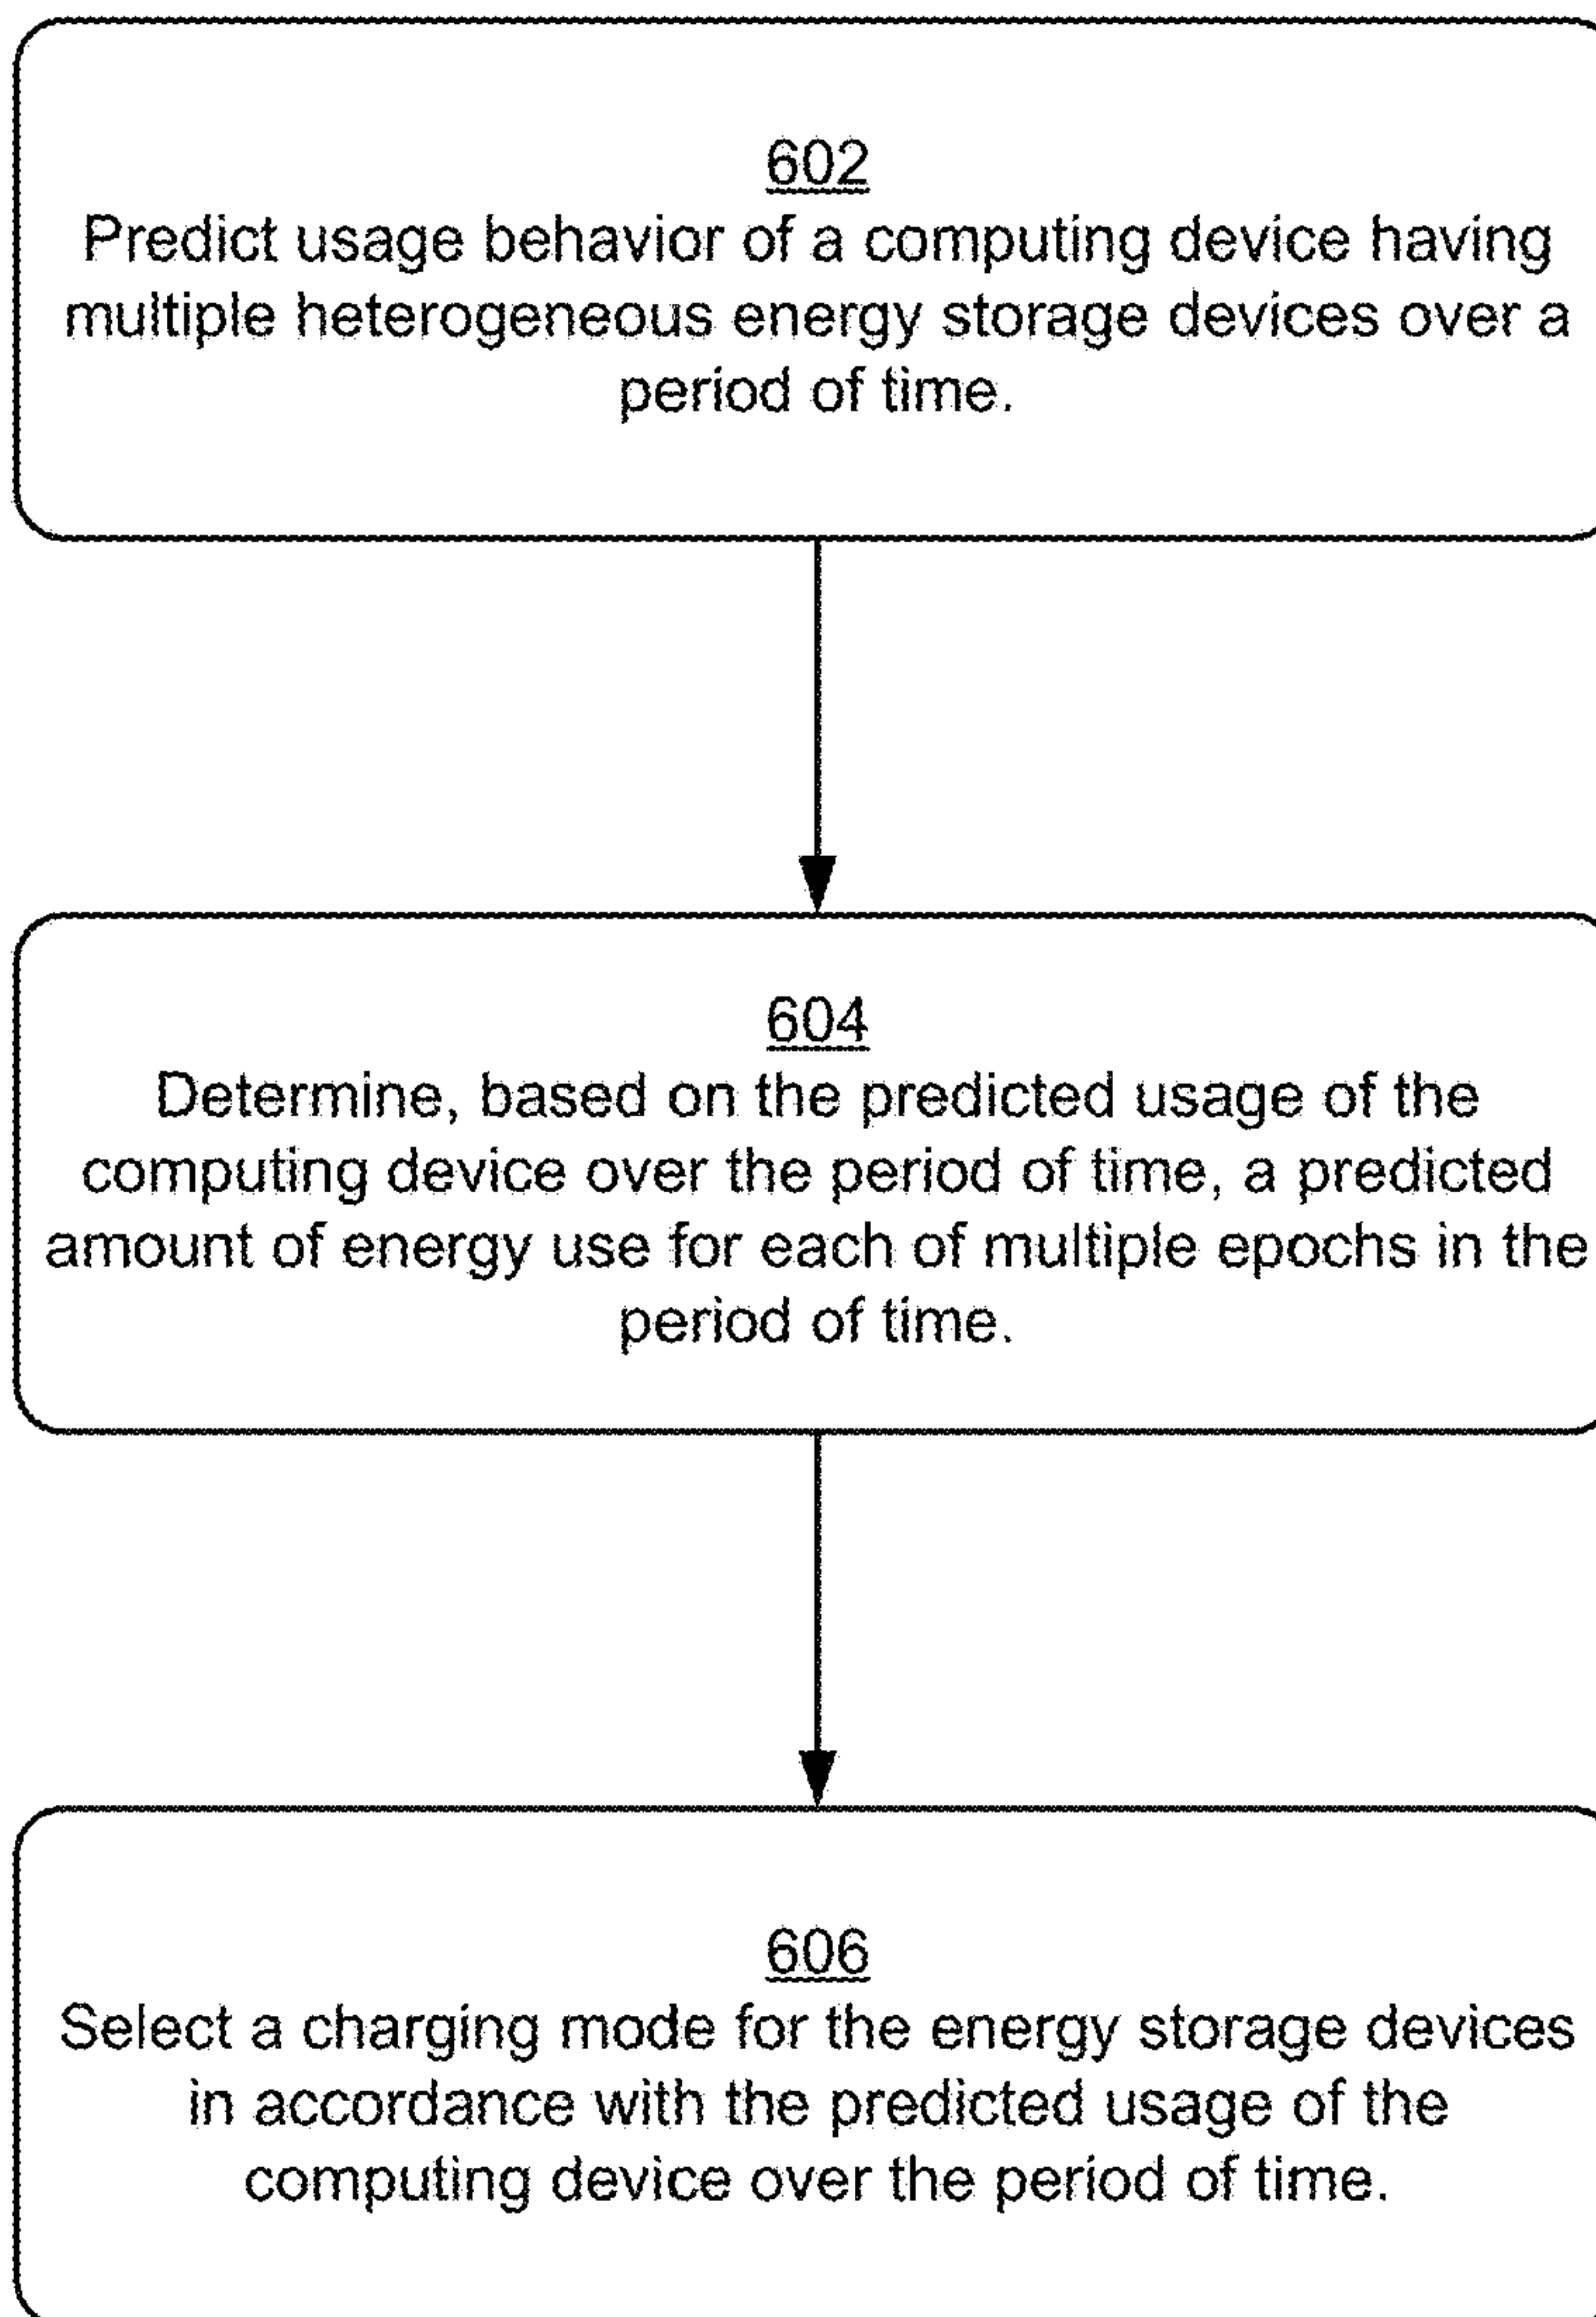 602
Predict usage behavior of a computing device having
multiple heterogeneous energy storage devices over a
period of time.
604
Determine, based on the predicted usage of the
computing device over the period of time, a predicted
amount of energy use for each of multiple epochs in the
period of time.
606
Select a charging mode for the energy storage devices
in accordance with the predicted usage of the
computing device over the period of time.